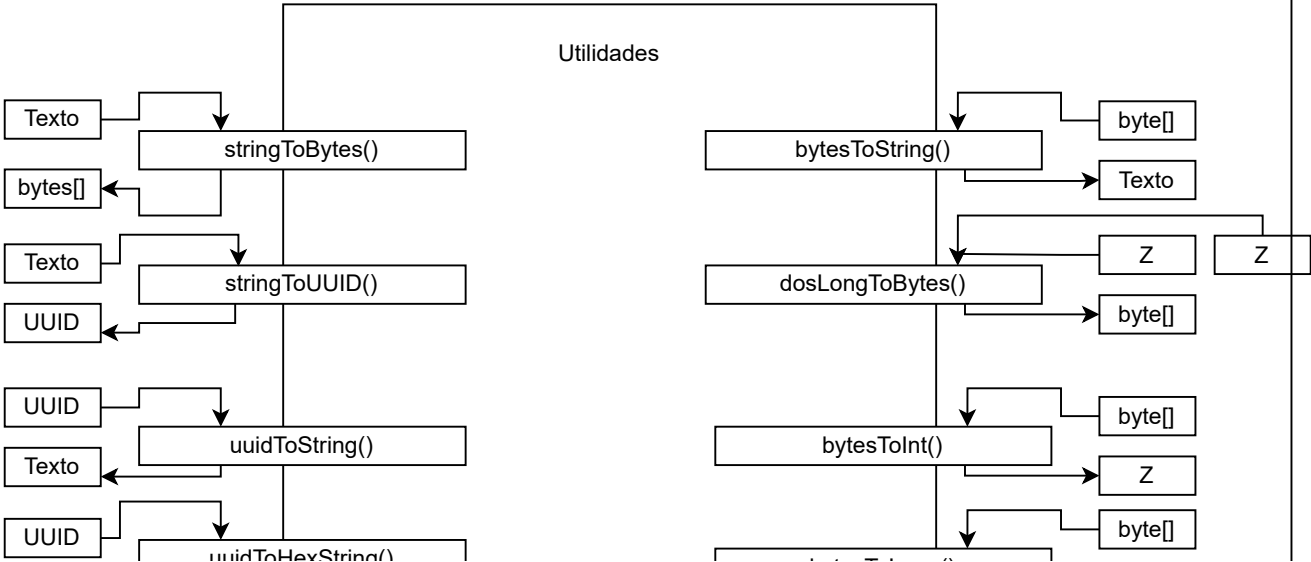 Utilidades
Texto
stringToBytes()
bytes[]
Texto
stringToUUID()
UUID
UUID
uuidToString()
Texto
UUID
uuidToHexString()
byte[]
bytesToString()
Texto
Z
Z
dosLongToBytes()
byte[]
byte[]
bytesToInt()
Z
byte[]